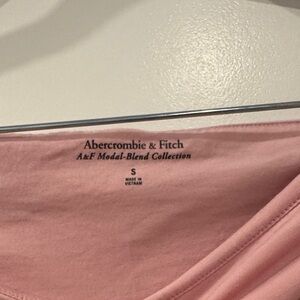 Abercrombie & Fitch
A&F Modal-Blend Collection
S
MADE IN
VIETNAM